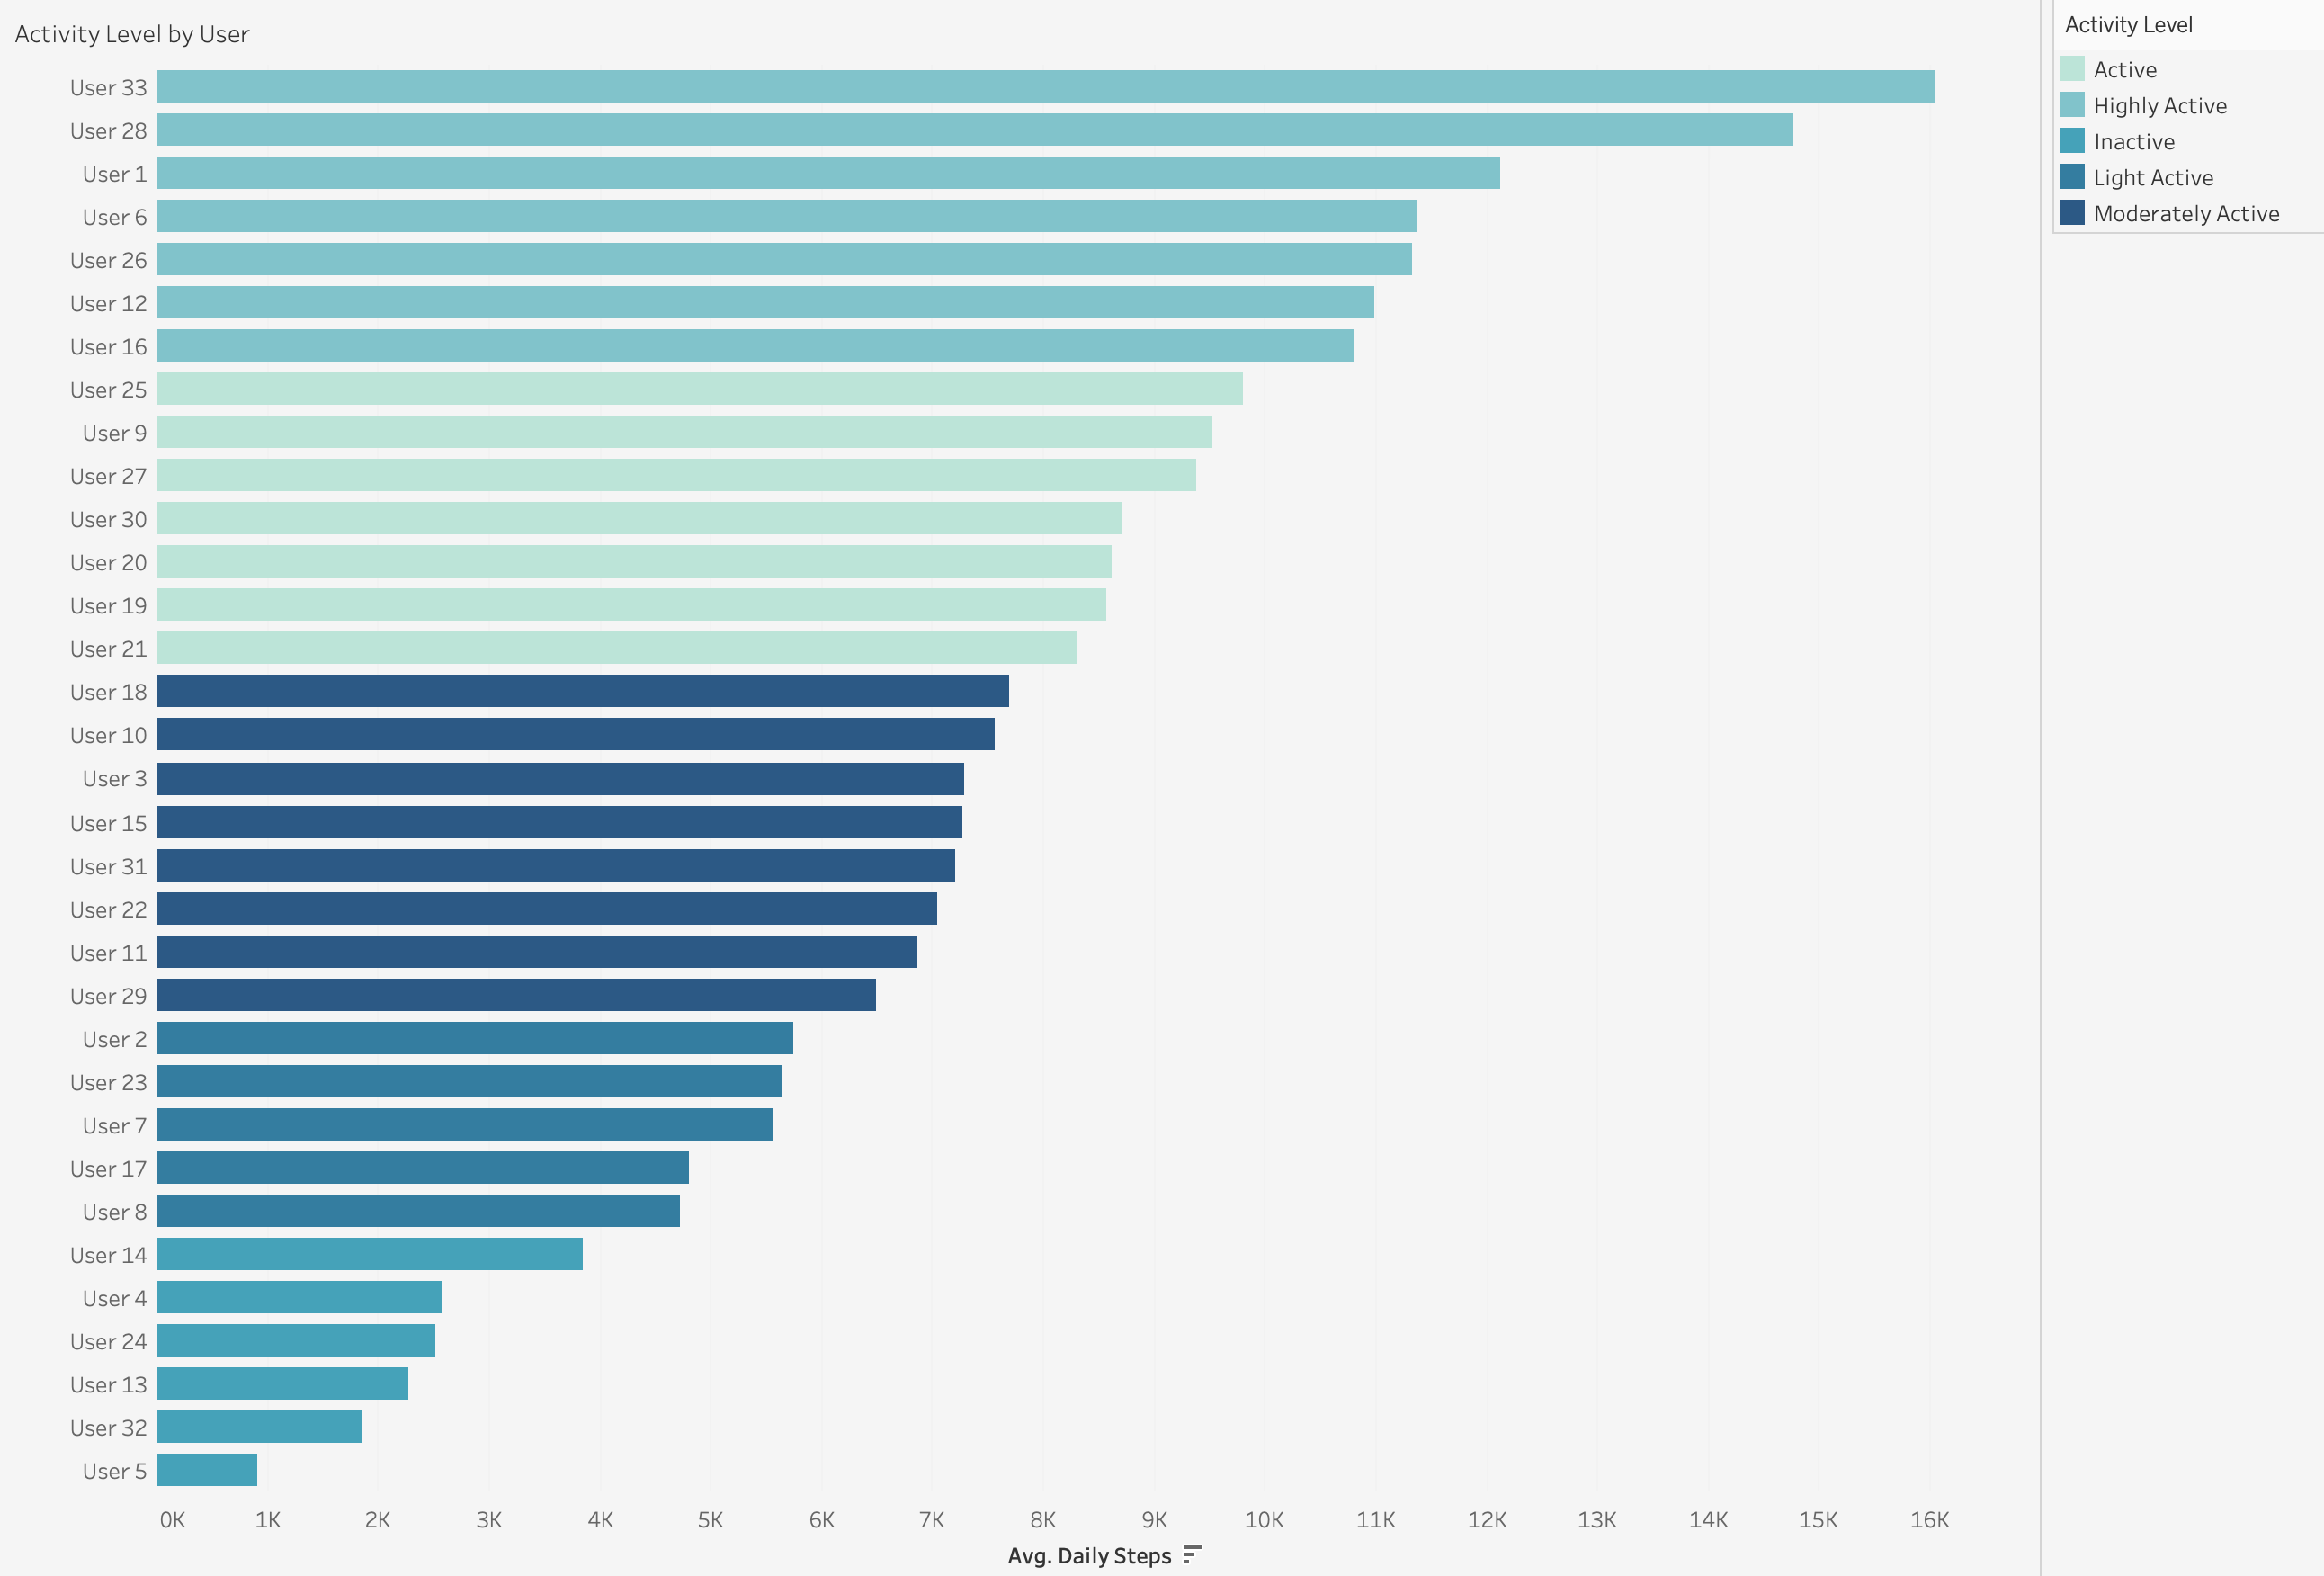 Activity Level by User
User 33
User 28
User 1
User 6
User 26
User 12
User 16
User 25
User 9
User 27
User 30
User 20
User 19
User 21
User 18
User 10
User 3
User 15
User 31
User 22
User 11
User 29
User 2
User 23
User 7
User 17
User 8
User 14
User 4
User 24
User 13
User 32
User 5
0K 1K 2K 3K 4K 5K 6K 7K 8K 9K 10K 11K 12K 13K 14K 15K 16K
Avg. Daily Steps
Activity Level
Active
Highly Active
Inactive
Light Active
Moderately Active